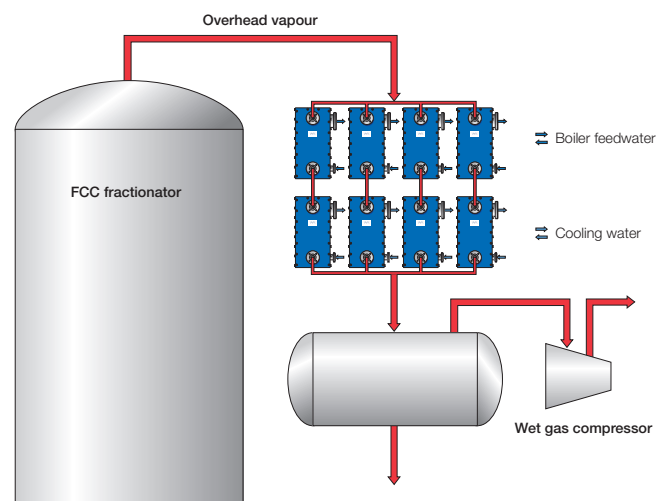 Overhead vapour
Boiler feedwater
FCC fractionator
Cooling water
Wet gas compressor